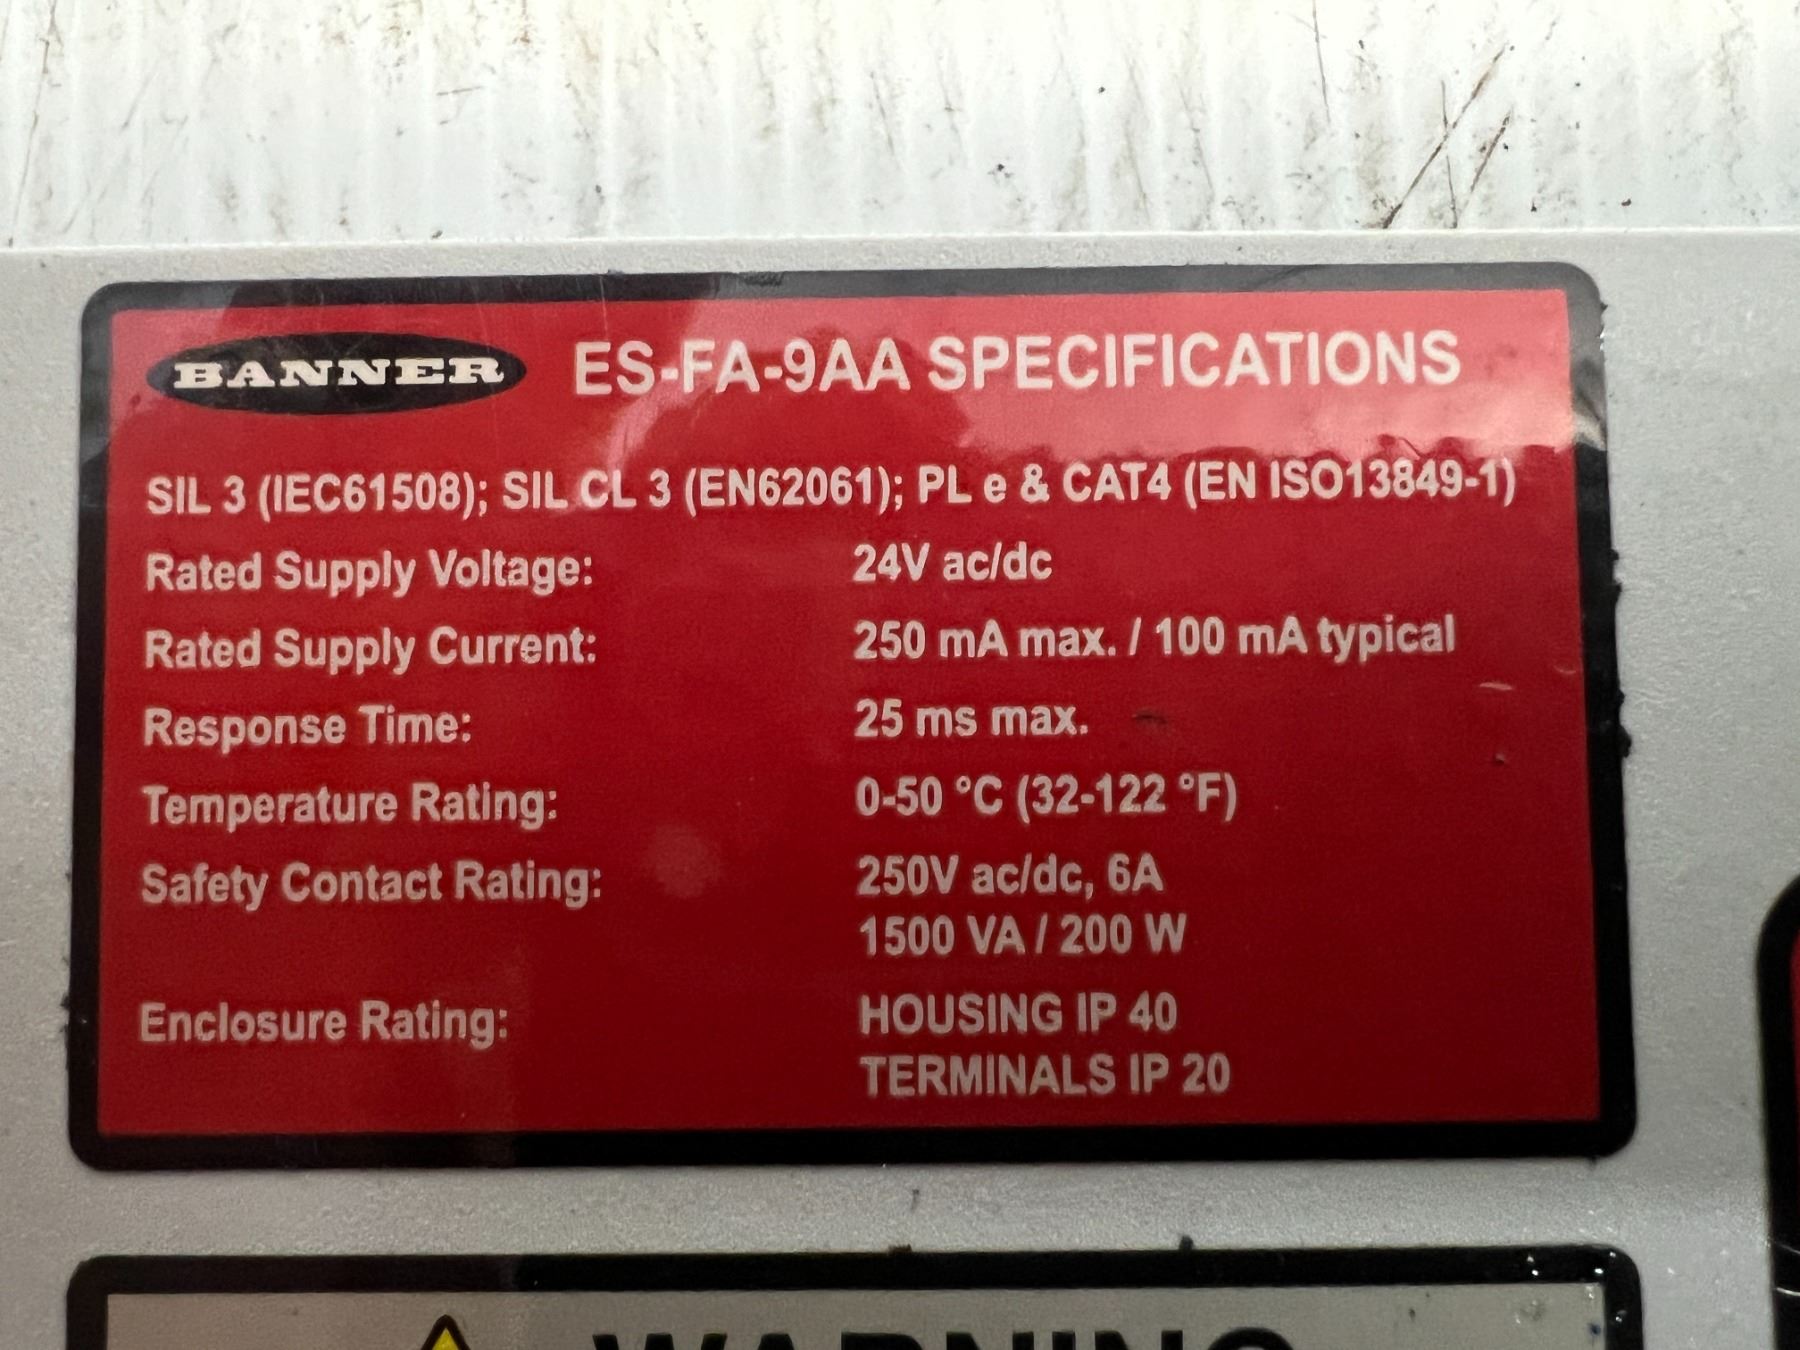 BANNER ES-FA-9AA SPECIFICATIONS
SIL 3 (IEC61508); SIL CL 3 (EN62061); PL e & CAT4 (EN ISO13849-1)
Rated Supply Voltage: 24V ac/dc
Rated Supply Current: 250 mA max. / 100 mA typical
Response Time: 25 ms max.
Temperature Rating: 0-50 °C (32-122 °F)
Safety Contact Rating: 250V ac/dc, 6A
1500 VA / 200 W
Enclosure Rating: HOUSING IP 40
TERMINALS IP 20
WARNING